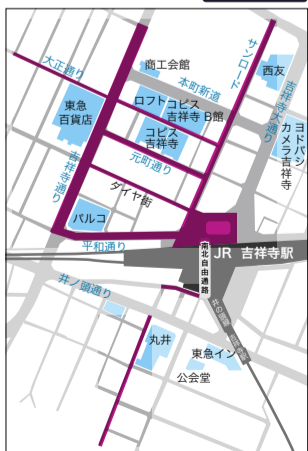 商工会館
サンロード
西友
大正通り
本町新道
吉祥寺大通り
東急
百貨店
ロフト
コピス
吉祥寺 B館
コピス
吉祥寺
ヨドバシ
カメラ吉祥寺
元町通り
吉祥寺通り
ダイヤ街
パルコ
平和通り
南北自由通路
JR 吉祥寺駅
井ノ頭通り
井の頭線 吉祥寺駅
丸井
東急イン
公会堂